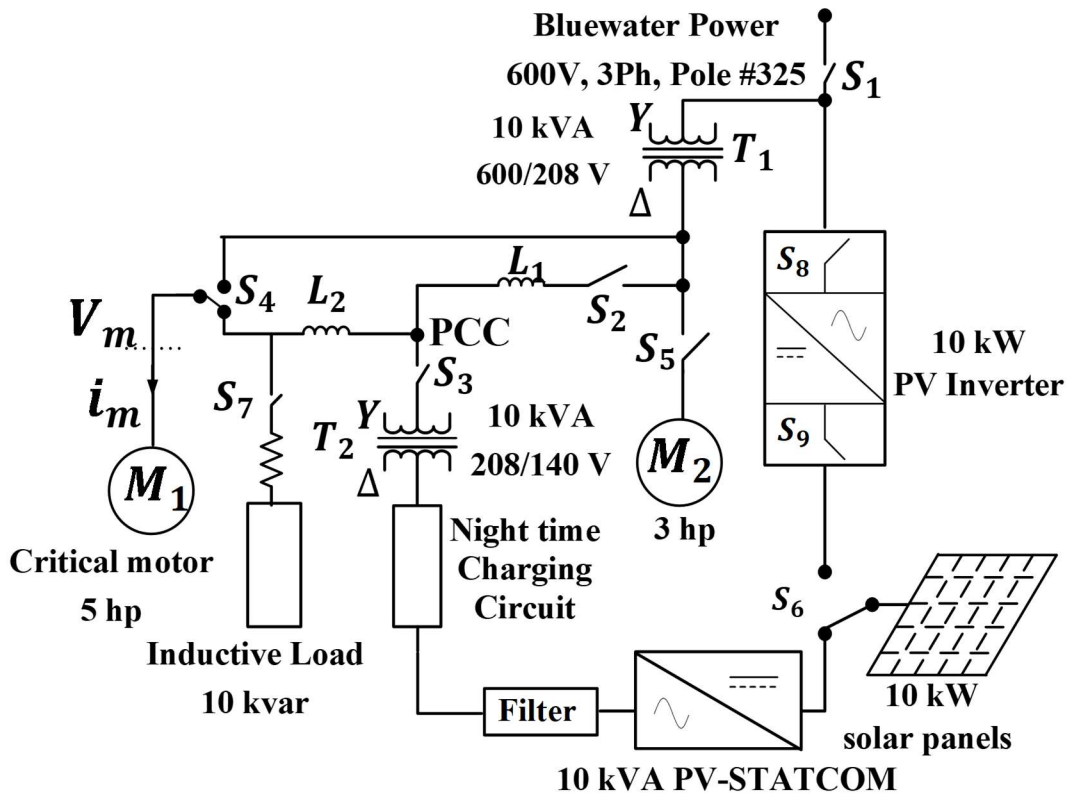 Bluewater Power
600V, 3Ph, Pole #325
S₁
10 kVA
600/208 V
Y
T₁
Δ
S₈
S₉
10 kW
PV Inverter
L₁
S₂
S₄
L₂
PCC
Vₘ
iₘ
S₇
S₃
S₅
Y
T₂
Δ
10 kVA
208/140 V
M₁
Critical motor
5 hp
M₂
3 hp
Night time
Charging
Circuit
Inductive Load
10 kvar
S₆
Filter
10 kW
solar panels
10 kVA PV-STATCOM